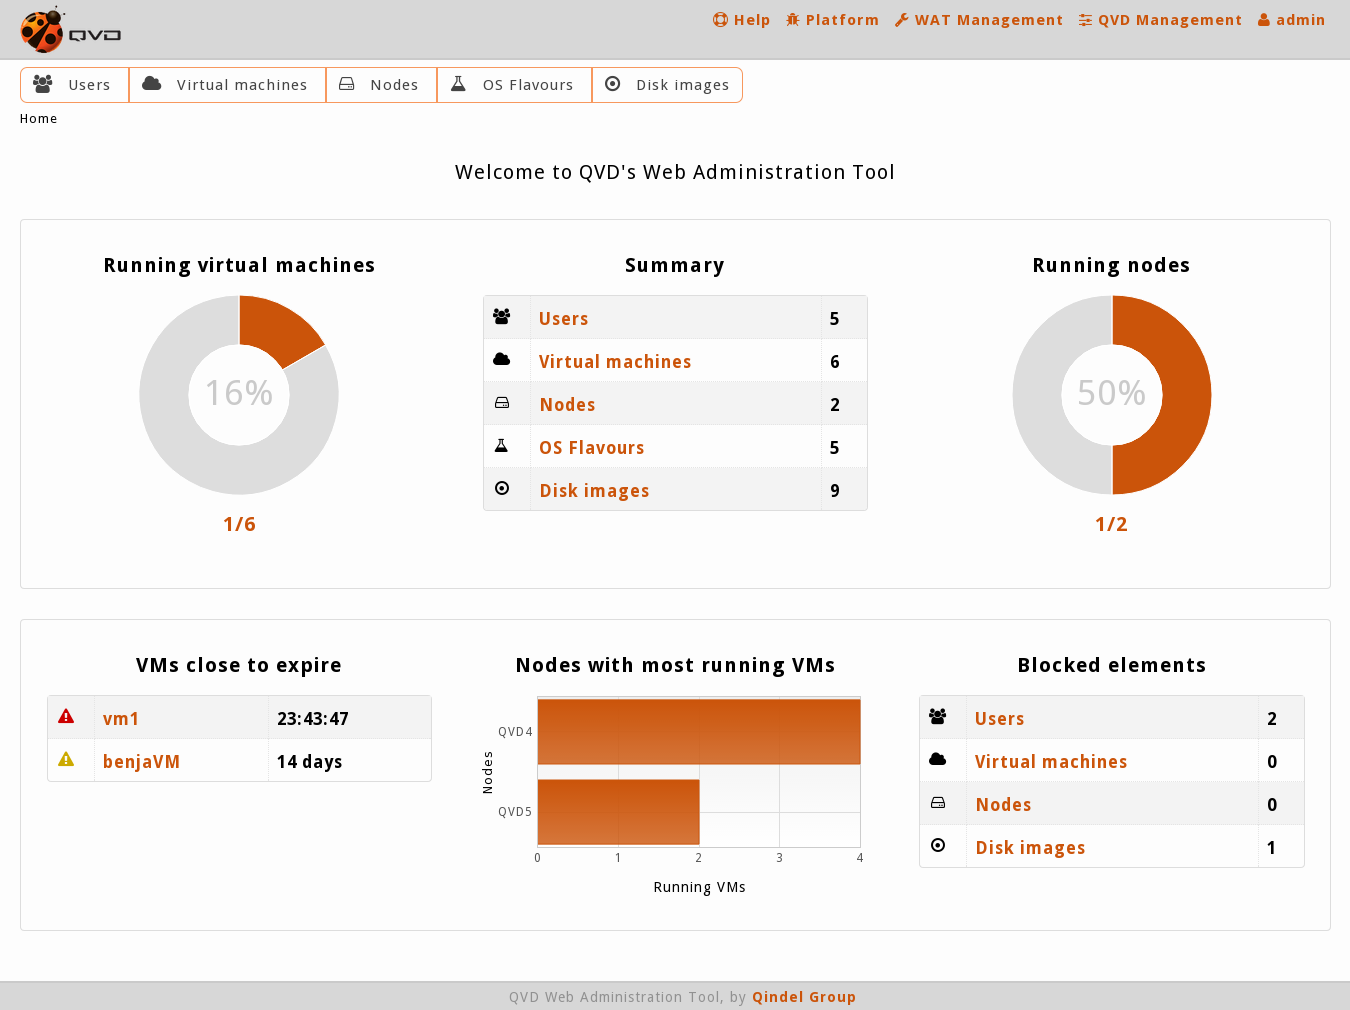 QVD
Help Platform WAT Management QVD Management admin
Users Virtual machines Nodes OS Flavours Disk images
Home
Welcome to QVD's Web Administration Tool
Running virtual machines
16%
1/6
Summary
Users 5
Virtual machines 6
Nodes 2
OS Flavours 5
Disk images 9
Running nodes
50%
1/2
VMs close to expire
vm1 23:43:47
benjaVM 14 days
Nodes with most running VMs
Nodes
QVD4
QVD5
0 1 2 3 4
Running VMs
Blocked elements
Users 2
Virtual machines 0
Nodes 0
Disk images 1
QVD Web Administration Tool, by Qindel Group